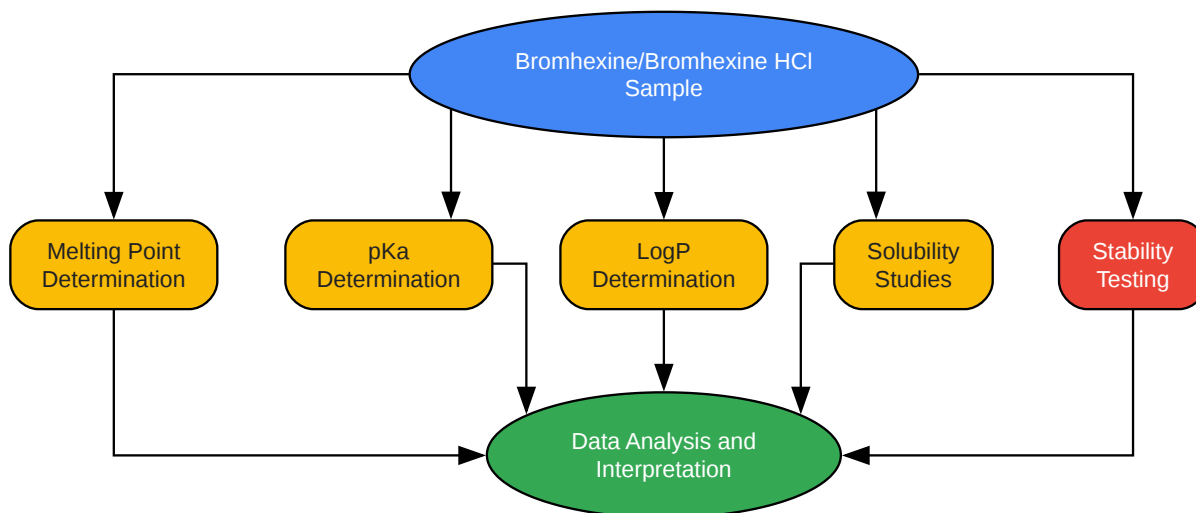 Bromhexine/Bromhexine HCl
Sample
Melting Point
Determination
pKa
Determination
LogP
Determination
Solubility
Studies
Stability
Testing
Data Analysis and
Interpretation